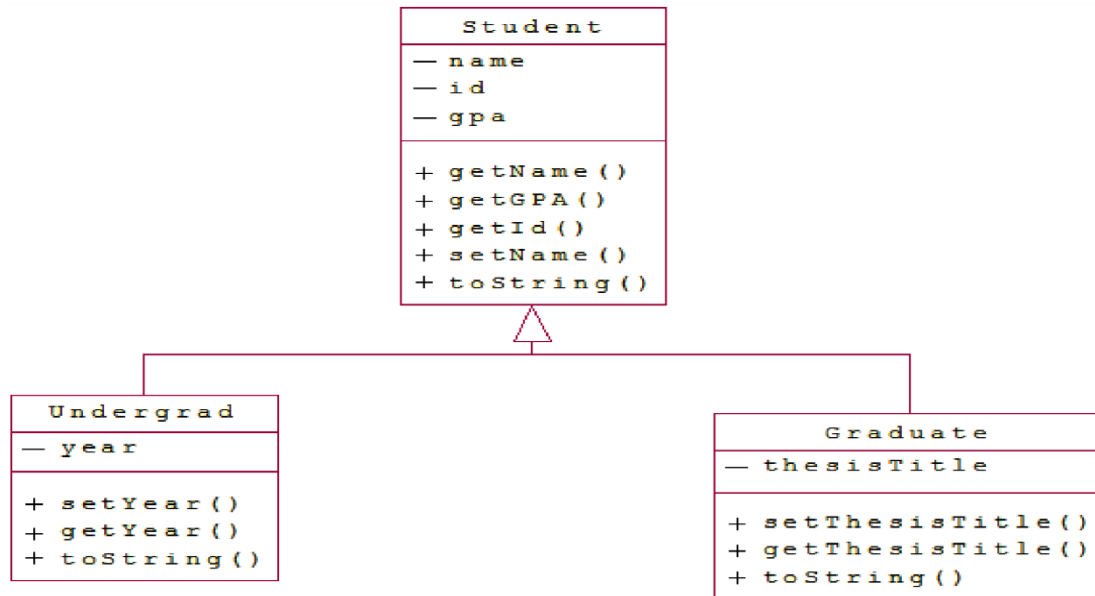 Student
— name
— id
— gpa
+ getName()
+ getGPA()
+ getId()
+ setName()
+ toString()
Undergrad
— year
+ setYear()
+ getYear()
+ toString()
Graduate
— thesisTitle
+ setThesisTitle()
+ getThesisTitle()
+ toString()